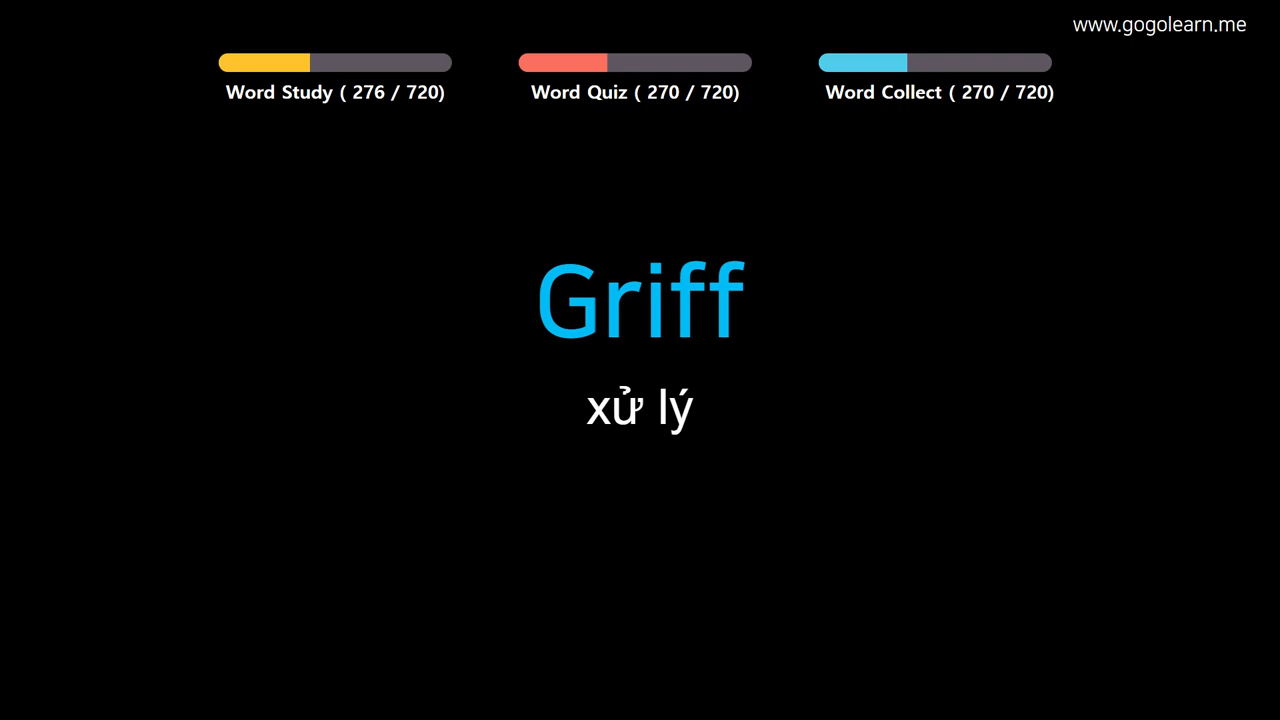 www.gogolearn.me
Word Study ( 276 / 720)
Word Quiz ( 270 / 720)
Word Collect ( 270 / 720)
Griff
xử lý